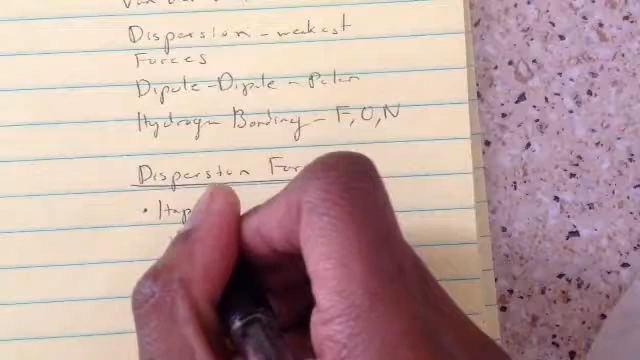 Dispersion - weakest
Forces
Dipole - Dipole - Polar
Hydrogen Bonding - F, O, N
Dispersion